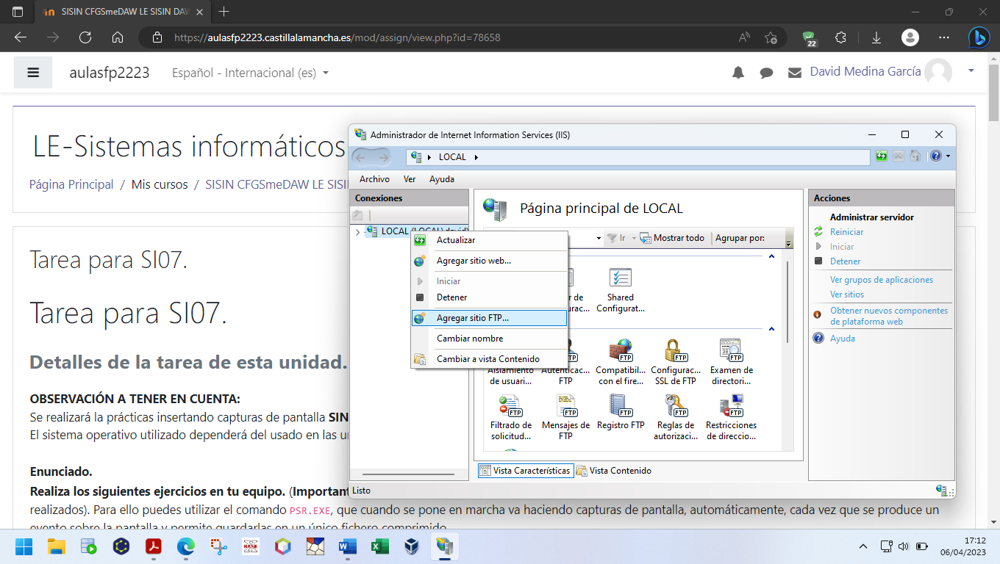 SISIN CFGSmeDAW LE SISIN DAW
https://aulasfp2223.castillalamancha.es/mod/assign/view.php?id=78658
22
aulasfp2223
Español - Internacional (es)
David Medina García
LE-Sistemas informáticos
Página Principal / Mis cursos / SISIN CFGSmeDAW LE SISI
Tarea para SI07.
Tarea para SI07.
Detalles de la tarea de esta unidad.
OBSERVACIÓN A TENER EN CUENTA:
Se realizará la prácticas insertando capturas de pantalla SIN
El sistema operativo utilizado dependerá del usado en las u
Enunciado.
Realiza los siguientes ejercicios en tu equipo. (Important
realizados). Para ello puedes utilizar el comando PSR.EXE, que cuando se pone en marcha va haciendo capturas de pantalla, automáticamente, cada vez que se produce un
evento sobre la pantalla y permite guardarlas en un único fichero comprimido.
Administrador de Internet Information Services (IIS)
LOCAL
Archivo Ver Ayuda
Conexiones
LOCAL (LOCAL\david)
Actualizar
Agregar sitio web...
Iniciar
Detener
Agregar sitio FTP...
Cambiar nombre
Cambiar a vista Contenido
Página principal de LOCAL
Ir
Mostrar todo
Agrupar por:
r de
urac...
Shared
Configurat...
Aislamiento
de usuari...
Autenticac...
FTP
Compatibil...
con el fire...
Configurac...
SSL de FTP
Examen de
directori...
Filtrado de
solicitud...
Mensajes de
FTP
Registro FTP
Reglas de
autorizaci...
Restricciones
de direccio...
Vista Características
Vista Contenido
Listo
Acciones
Administrar servidor
Reiniciar
Iniciar
Detener
Ver grupos de aplicaciones
Ver sitios
Obtener nuevos componentes
de plataforma web
Ayuda
17:12
06/04/2023